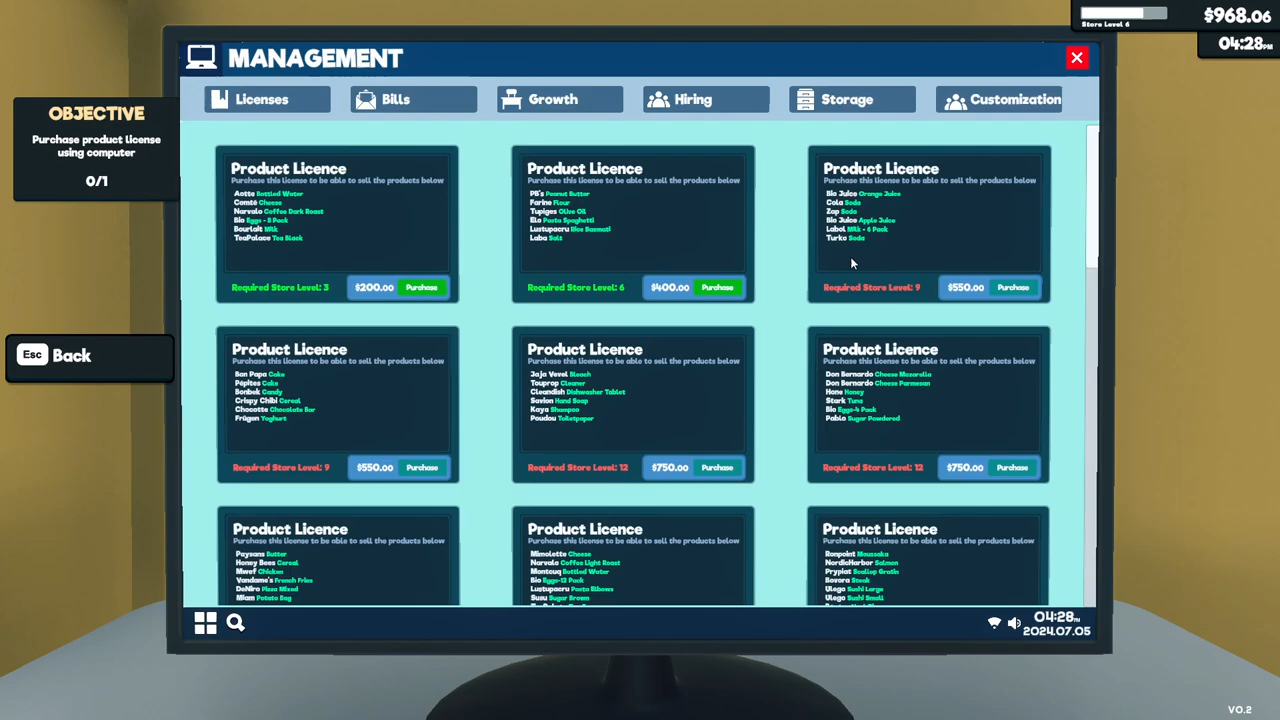 $968.06
Store Level 6
04:28PM
MANAGEMENT
Licenses
Bills
Growth
Hiring
Storage
Customization
OBJECTIVE
Purchase product license
using computer
0/1
Esc Back
Product Licence
Purchase this license to be able to sell the products below
Aotte Bottled Water
Comté Cheese
Narvalo Coffee Dark Roast
Bio Eggs - 8 Pack
Bourlait Milk
TeaPalace Tea Black
Required Store Level: 3
$200.00
Purchase
Product Licence
Purchase this license to be able to sell the products below
PB's Peanut Butter
Farine Flour
Tupiges Olive Oil
Elo Pasta Spaghetti
Lustupacru Rice Basmati
Laba Salt
Required Store Level: 6
$400.00
Purchase
Product Licence
Purchase this license to be able to sell the products below
Bio Juice Orange Juice
Cola Soda
Zap Soda
Bio Juice Apple Juice
Labol Milk - 6 Pack
Turko Soda
Required Store Level: 9
$550.00
Purchase
Product Licence
Purchase this license to be able to sell the products below
Bon Papa Cake
Pépites Cake
Bonbek Candy
Crispy Chibi Cereal
Chocotte Chocolate Bar
Frügen Yoghurt
Required Store Level: 9
$550.00
Purchase
Product Licence
Purchase this license to be able to sell the products below
Jaja Vevel Bleach
Touprop Cleaner
Cleandish Dishwasher Tablet
Savion Hand Soap
Kaya Shampoo
Poudou Toiletpaper
Required Store Level: 12
$750.00
Purchase
Product Licence
Purchase this license to be able to sell the products below
Don Bernardo Cheese Mozarella
Don Bernardo Cheese Parmesan
Hone Honey
Stark Tuna
Bio Eggs-4 Pack
Pablo Sugar Powdered
Required Store Level: 12
$750.00
Purchase
Product Licence
Purchase this license to be able to sell the products below
Paysans Butter
Honey Bees Cereal
Mwef Chicken
Vandame's French Fries
DeNiro Pizza Mixed
Miam Potato Bag
Product Licence
Purchase this license to be able to sell the products below
Mimolette Cheese
Narvalo Coffee Light Roast
Montcuq Bottled Water
Bio Eggs-12 Pack
Lustupacru Pasta Elbows
Susu Sugar Brown
Product Licence
Purchase this license to be able to sell the products below
Ronpoint Moussaka
NordicHarbor Salmon
Prypiat Scallop Gratin
Bovora Steak
Ulego Sushi Large
Ulego Sushi Small
04:28PM
2024.07.05
V0.2